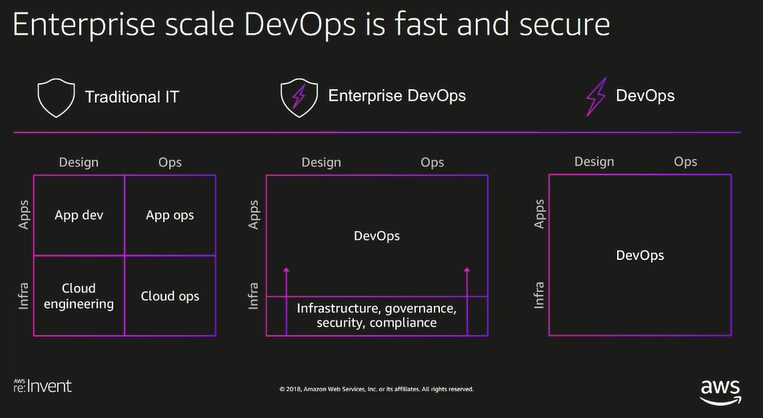 Enterprise scale DevOps is fast and secure
Traditional IT
Enterprise DevOps
DevOps
Design Ops
Apps
Infra
App dev
App ops
Cloud
engineering
Cloud ops
Design Ops
Apps
Infra
DevOps
Infrastructure, governance,
security, compliance
Design Ops
Apps
Infra
DevOps
AWS
re:Invent
© 2018, Amazon Web Services, Inc. or its affiliates. All rights reserved.
aws